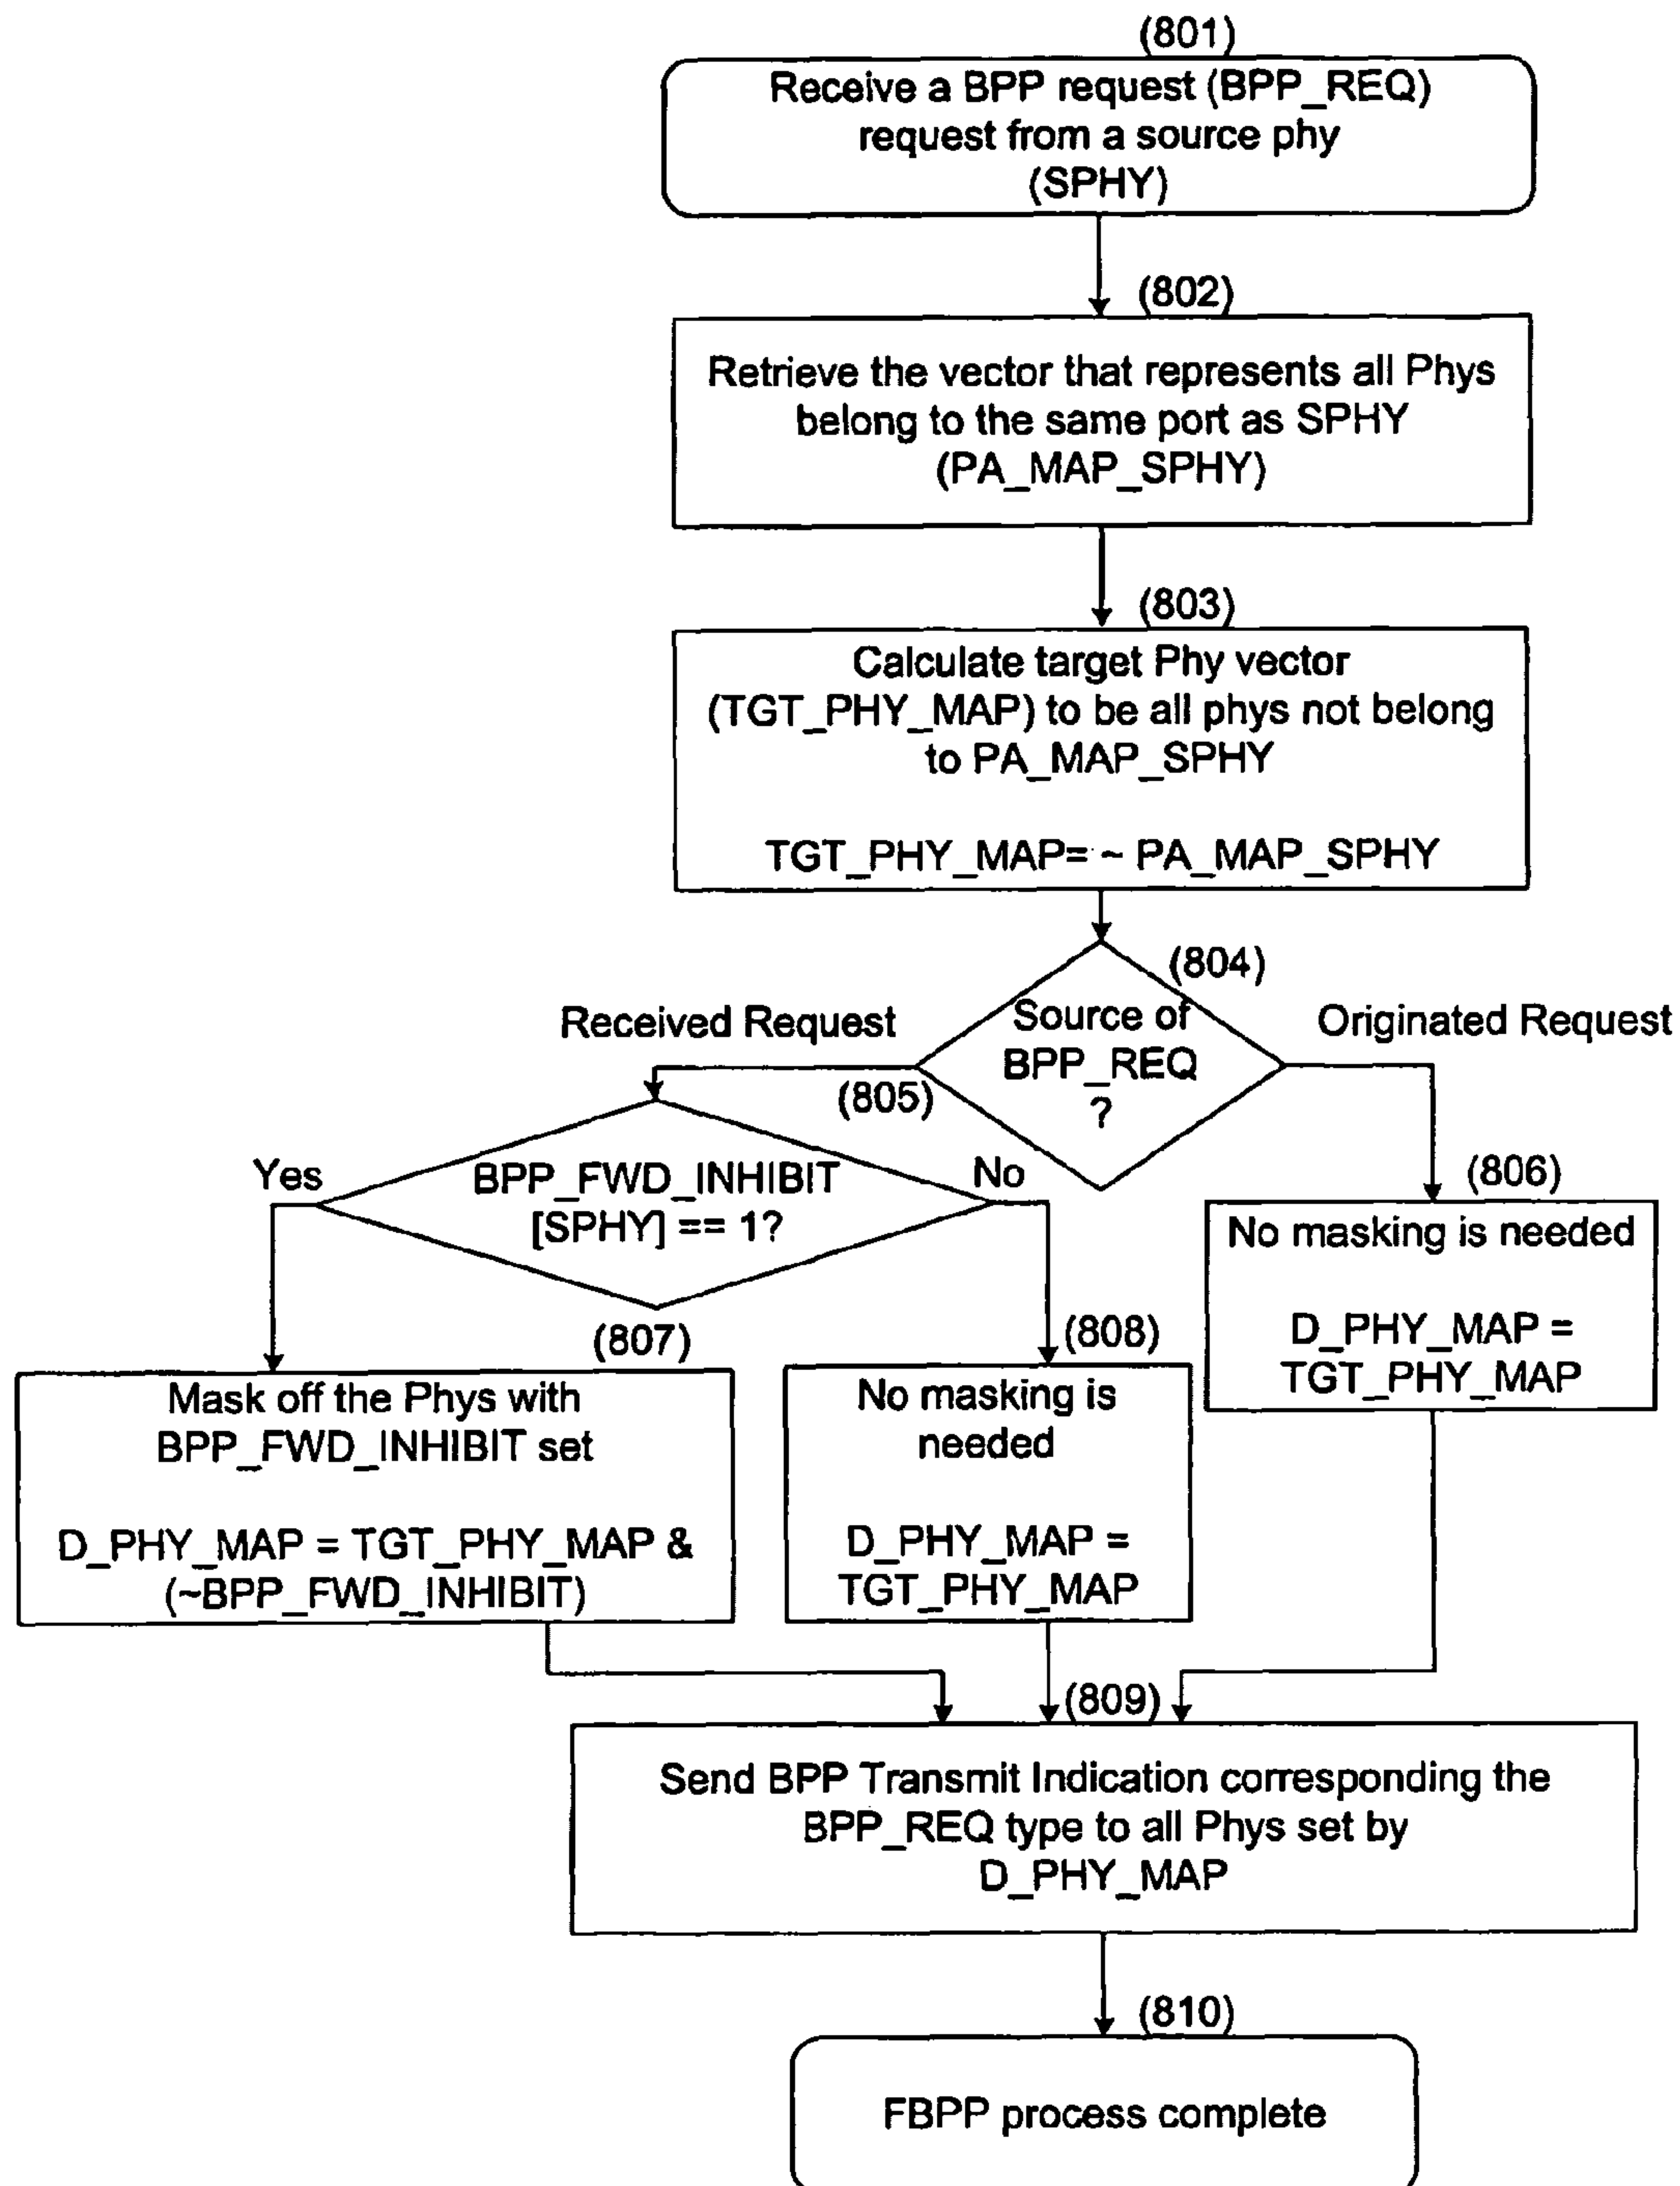 (801)
Receive a BPP request (BPP_REQ)
request from a source phy
(SPHY)
(802)
Retrieve the vector that represents all Phys
belong to the same port as SPHY
(PA_MAP_SPHY)
(803)
Calculate target Phy vector
(TGT_PHY_MAP) to be all phys not belong
to PA_MAP_SPHY
TGT_PHY_MAP= ~ PA_MAP_SPHY
(804)
Source of
BPP_REQ
?
Received Request
Originated Request
(805)
BPP_FWD_INHIBIT
[SPHY] == 1?
Yes
No
(806)
No masking is needed
D_PHY_MAP =
TGT_PHY_MAP
(807)
Mask off the Phys with
BPP_FWD_INHIBIT set
D_PHY_MAP = TGT_PHY_MAP &
(~BPP_FWD_INHIBIT)
(808)
No masking is
needed
D_PHY_MAP =
TGT_PHY_MAP
(809)
Send BPP Transmit Indication corresponding the
BPP_REQ type to all Phys set by
D_PHY_MAP
(810)
FBPP process complete